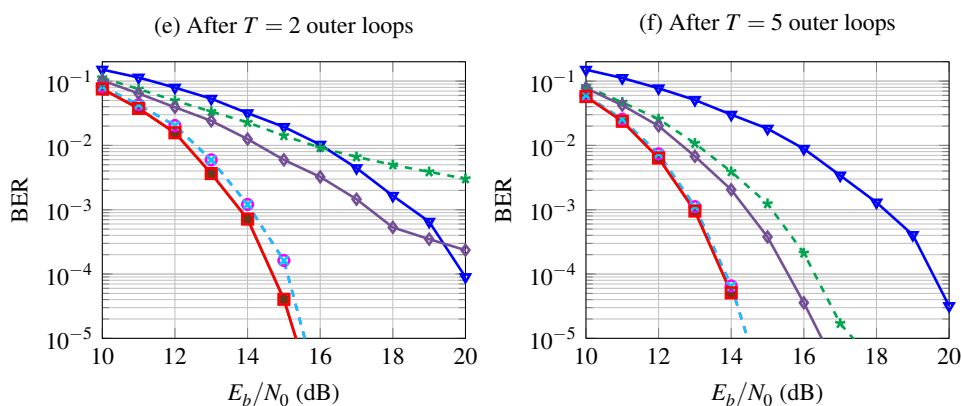 (e) After T = 2 outer loops
10^{-1}
10^{-2}
10^{-3}
10^{-4}
10^{-5}
BER
10 12 14 16 18 20
E_b/N_0 (dB)
(f) After T = 5 outer loops
10^{-1}
10^{-2}
10^{-3}
10^{-4}
10^{-5}
BER
10 12 14 16 18 20
E_b/N_0 (dB)